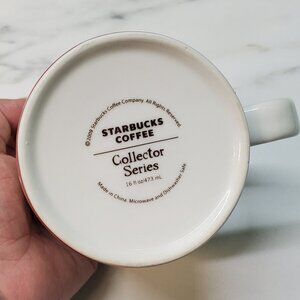 ©2009 Starbucks Coffee Company. All Rights Reserved.
STARBUCKS
COFFEE
Collector
Series
16 fl oz/473 mL
Made in China. Microwave and Dishwasher Safe